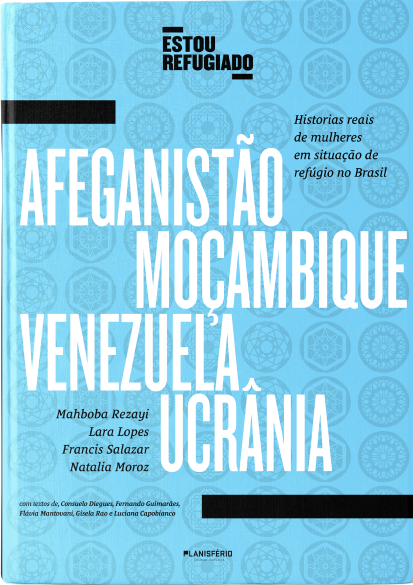 ESTOU
REFUGIADO
Historias reais
de mulheres
em situação de
refúgio no Brasil
AFEGANISTÃO
MOÇAMBIQUE
VENEZUELA
UCRÂNIA
Mahboba Rezayi
Lara Lopes
Francis Salazar
Natalia Moroz
com textos de, Consuelo Diegues, Fernando Guimarães,
Flávia Mantovani, Gisela Rao e Luciana Capobianco
PLANISFÉRIO